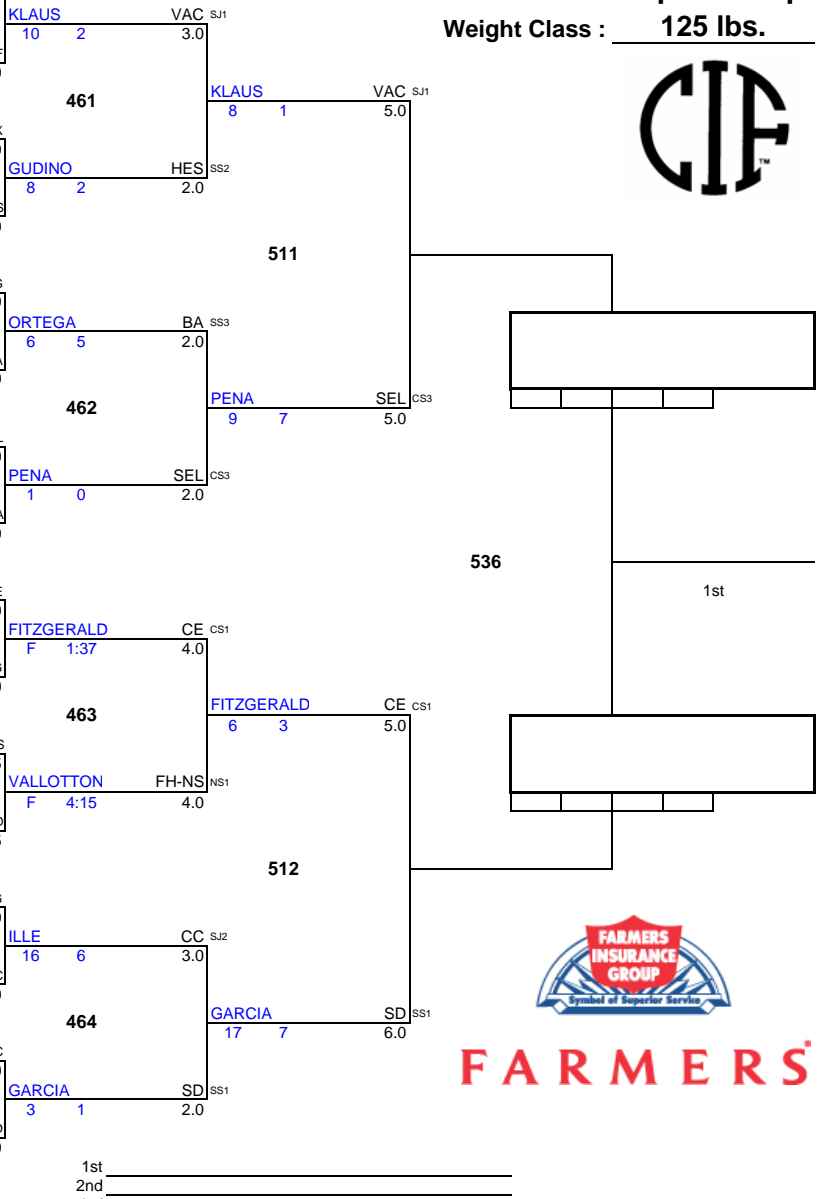 KLAUS VAC SJ1
10 2 3.0
Weight Class : 125 lbs.
CIF
TM
461
KLAUS VAC SJ1
8 1 5.0
GUDINO HES SS2
8 2 2.0
511
ORTEGA BA SS3
6 5 2.0
462
PENA SEL CS3
9 7 5.0
PENA SEL CS3
1 0 2.0
536
1st
FITZGERALD CE CS1
F 1:37 4.0
463
FITZGERALD CE CS1
6 3 5.0
VALLOTTON FH-NS NS1
F 4:15 4.0
512
ILLE CC SJ2
16 6 3.0
FARMERS
INSURANCE
GROUP
Symbol of Superior Service
464
GARCIA SD SS1
17 7 6.0
FARMERS®
GARCIA SD SS1
3 1 2.0
1st
2nd